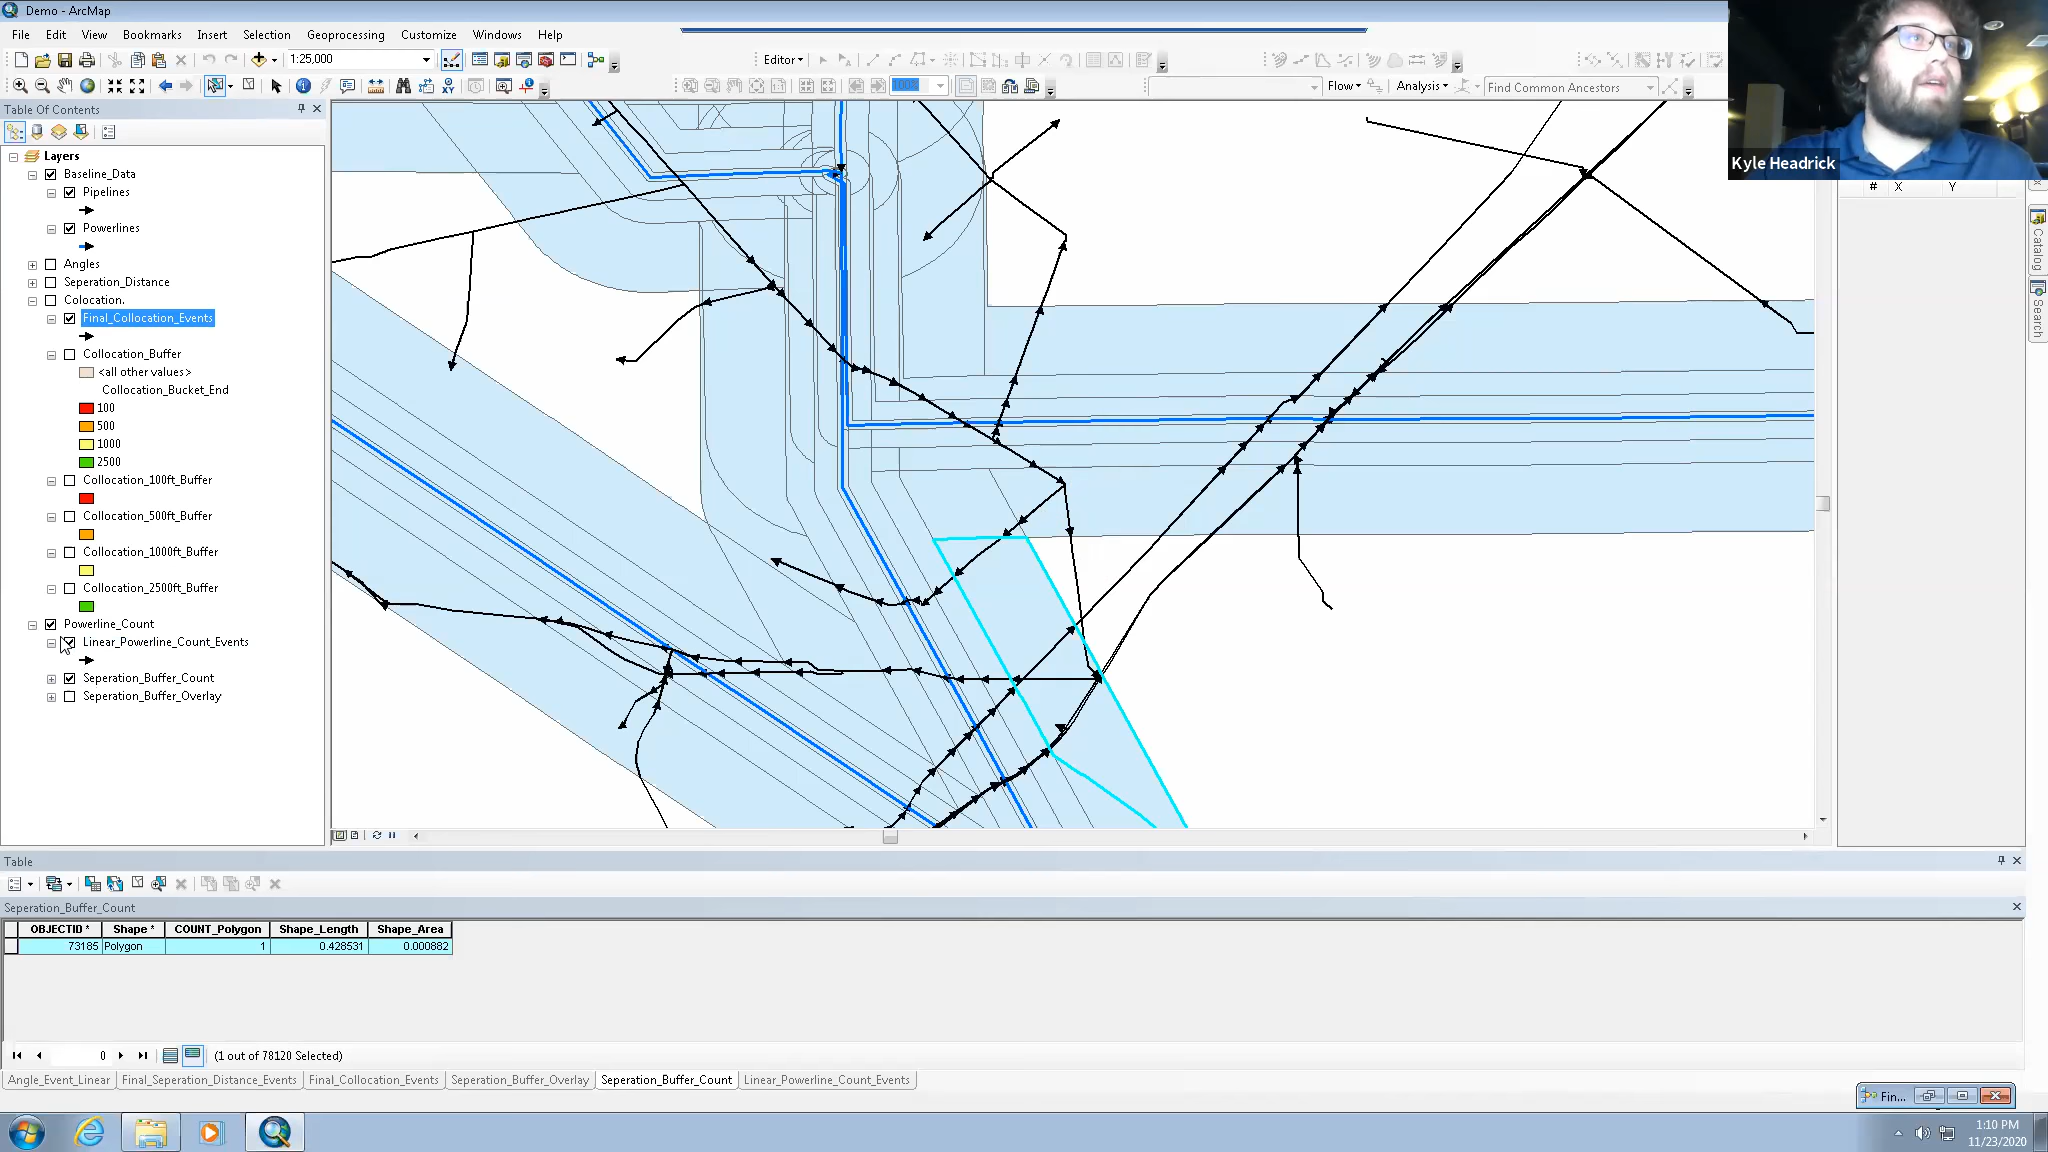 Demo - ArcMap
File Edit View Bookmarks Insert Selection Geoprocessing Customize Windows Help
1:25,000
Editor
100%
Flow
Analysis
Find Common Ancestors
Kyle Headrick
Table Of Contents
Layers
Baseline_Data
Pipelines
Powerlines
Angles
Seperation_Distance
Colocation.
Final_Collocation_Events
Collocation_Buffer
<all other values>
Collocation_Bucket_End
100
500
1000
2500
Collocation_100ft_Buffer
Collocation_500ft_Buffer
Collocation_1000ft_Buffer
Collocation_2500ft_Buffer
Powerline_Count
Linear_Powerline_Count_Events
Seperation_Buffer_Count
Seperation_Buffer_Overlay
# X Y
Catalog
Search
Table
Seperation_Buffer_Count
OBJECTID * Shape * COUNT_Polygon Shape_Length Shape_Area
73185 Polygon 1 0.428531 0.000882
0 (1 out of 78120 Selected)
Angle_Event_Linear Final_Seperation_Distance_Events Final_Collocation_Events Seperation_Buffer_Overlay Seperation_Buffer_Count Linear_Powerline_Count_Events
Fin...
1:10 PM
11/23/2020